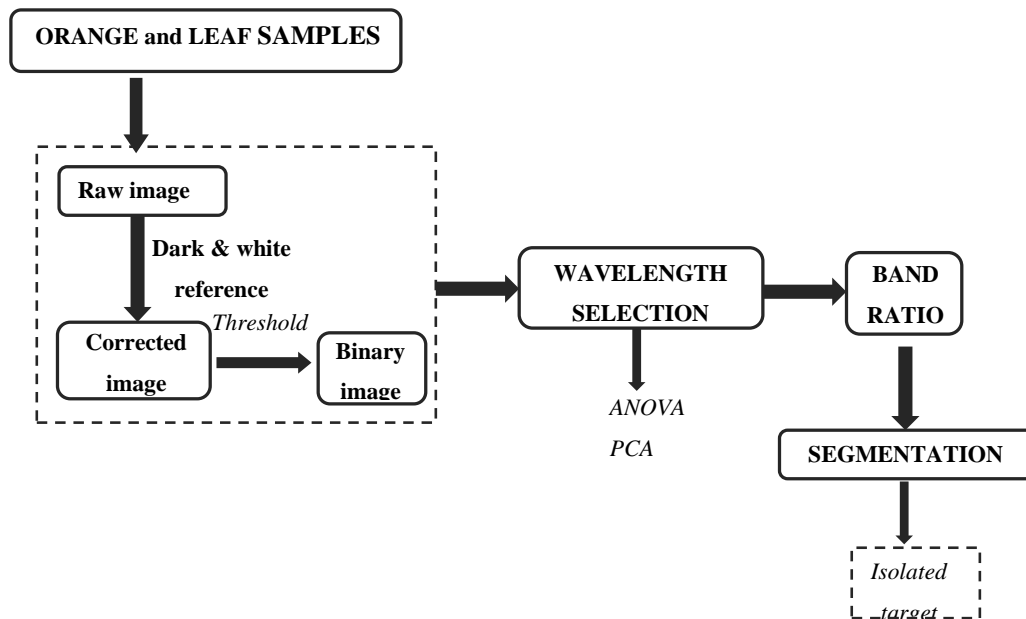 ORANGE and LEAF SAMPLES
Raw image
Dark & white
reference
Threshold
Corrected
image
Binary
image
WAVELENGTH
SELECTION
ANOVA
PCA
BAND
RATIO
SEGMENTATION
Isolated
target